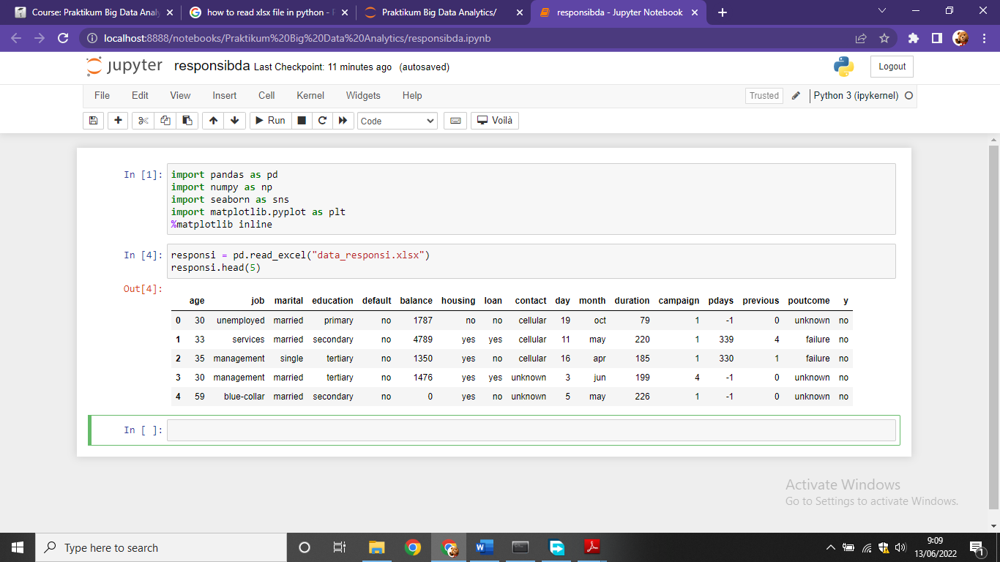 Course: Praktikum Big Data Anal
how to read xlsx file in python -
Praktikum Big Data Analytics/
responsibda - Jupyter Notebook
localhost:8888/notebooks/Praktikum%20Big%20Data%20Analytics/responsibda.ipynb
jupyter responsibda Last Checkpoint: 11 minutes ago (autosaved)
Logout
File Edit View Insert Cell Kernel Widgets Help
Trusted Python 3 (ipykernel)
Run Code Voilà
In [1]: import pandas as pd
import numpy as np
import seaborn as sns
import matplotlib.pyplot as plt
%matplotlib inline
In [4]: responsi = pd.read_excel("data_responsi.xlsx")
responsi.head(5)
Out[4]:
age job marital education default balance housing loan contact day month duration campaign pdays previous poutcome y
0 30 unemployed married primary no 1787 no no cellular 19 oct 79 1 -1 0 unknown no
1 33 services married secondary no 4789 yes yes cellular 11 may 220 1 339 4 failure no
2 35 management single tertiary no 1350 yes no cellular 16 apr 185 1 330 1 failure no
3 30 management married tertiary no 1476 yes yes unknown 3 jun 199 4 -1 0 unknown no
4 59 blue-collar married secondary no 0 yes no unknown 5 may 226 1 -1 0 unknown no
In [ ]:
Activate Windows
Go to Settings to activate Windows.
Type here to search
9:09
13/06/2022
1